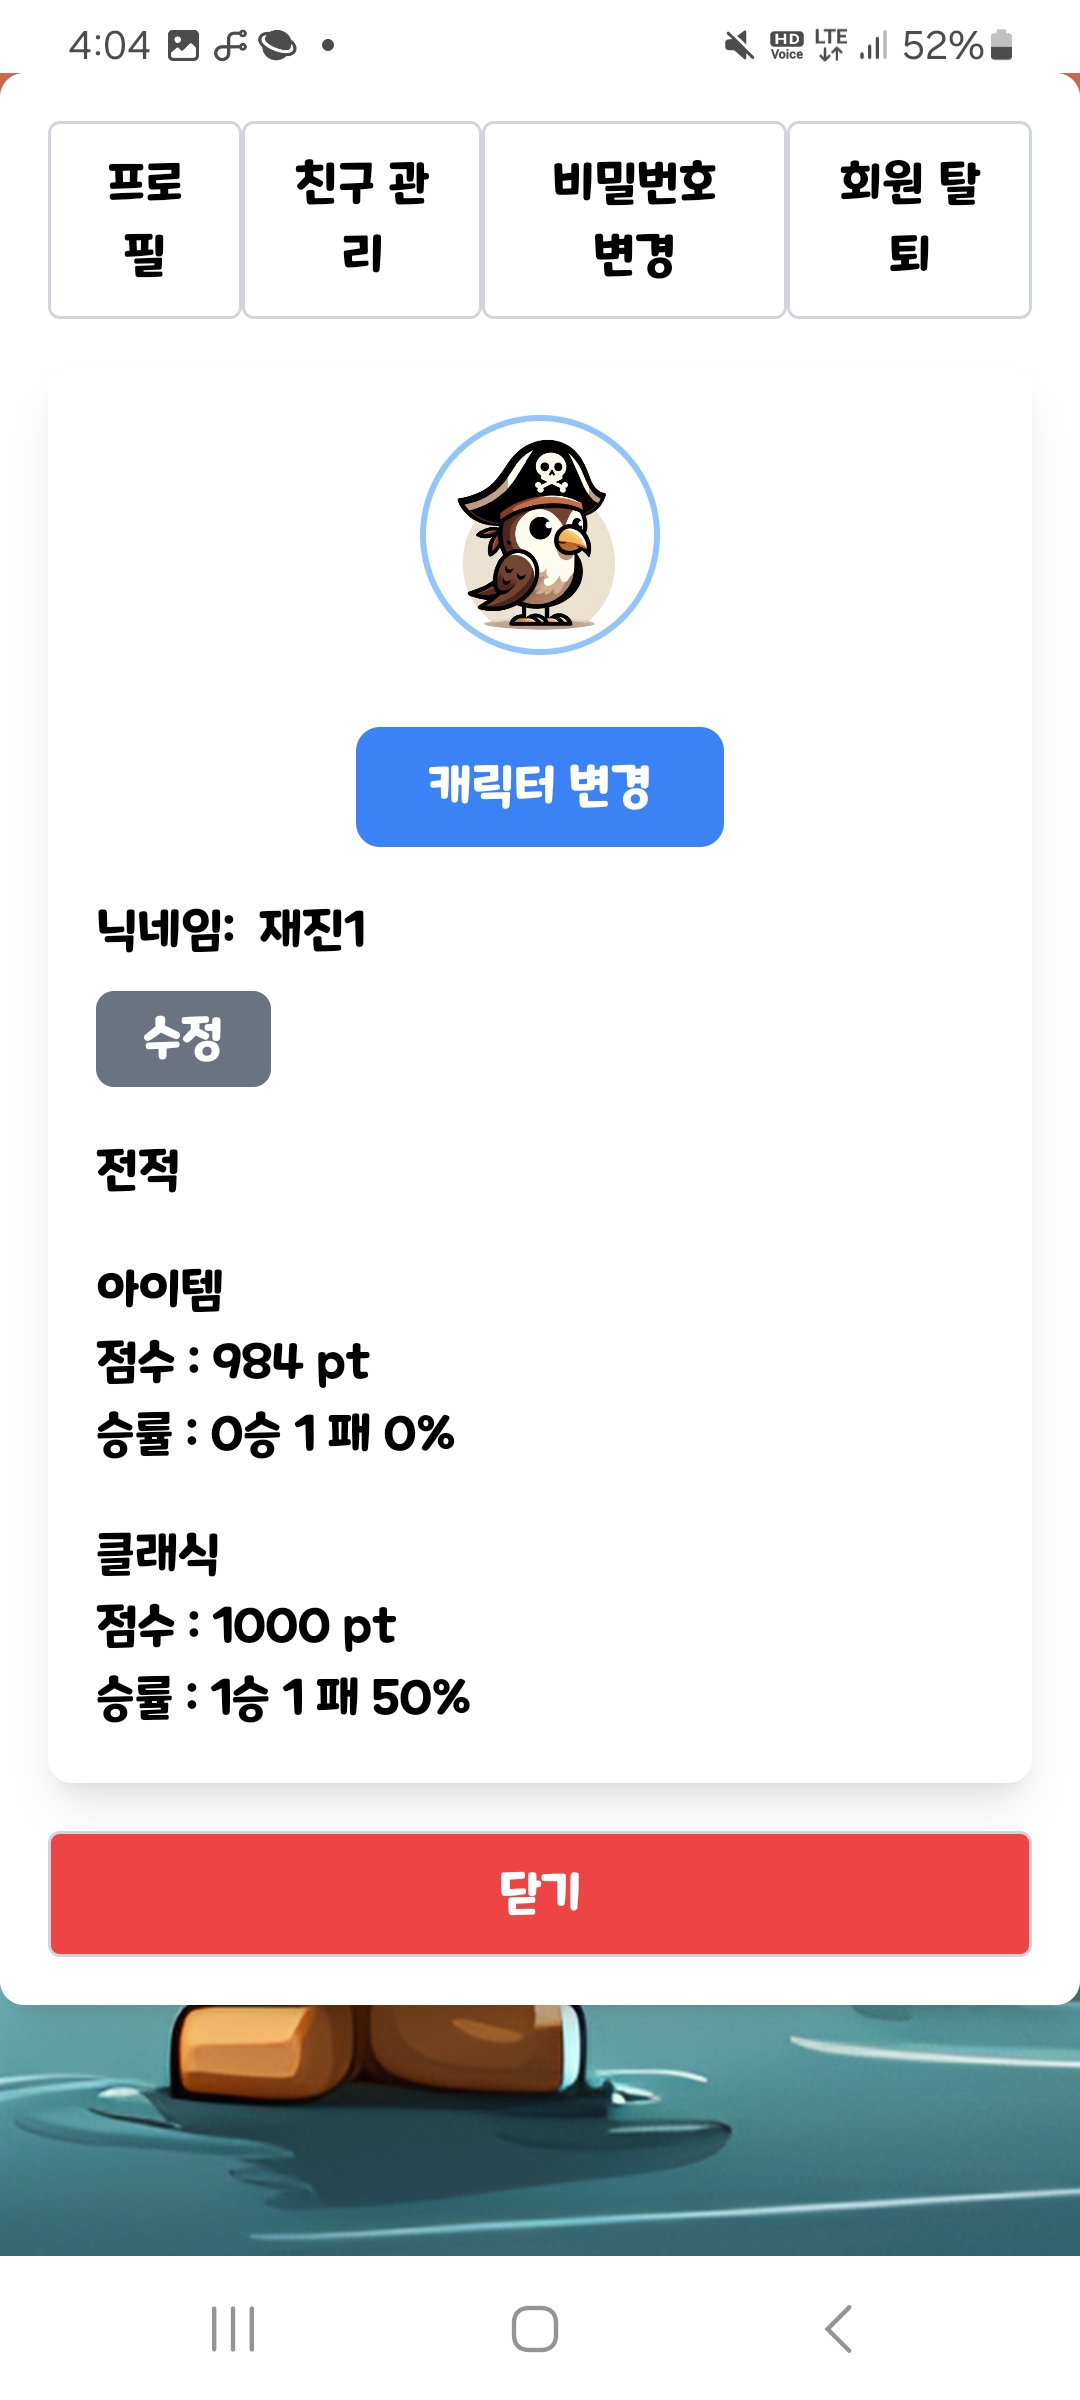 4:04 HD Voice LTE 52%
프로
필
친구 관
리
비밀번호
변경
회원 탈
퇴
캐릭터 변경
닉네임: 재진1
수정
전적
아이템
점수 : 984 pt
승률 : 0승 1 패 0%
클래식
점수 : 1000 pt
승률 : 1승 1 패 50%
닫기